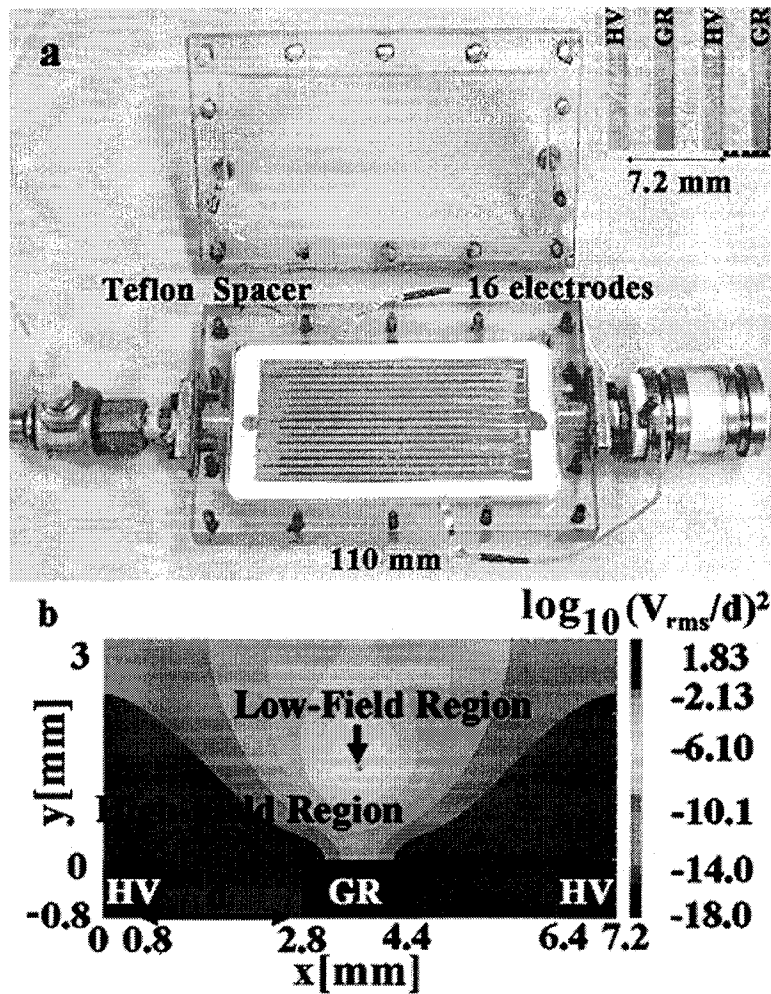 a
HV GR HV GR
7.2 mm
Teflon Spacer
16 electrodes
110 mm
b
log10 (Vrms/d)2
3
0
-0.8
y[mm]
Low-Field Region
Field Region
HV GR HV
0 0.8 2.8 4.4 6.4 7.2
x[mm]
1.83
-2.13
-6.10
-10.1
-14.0
-18.0